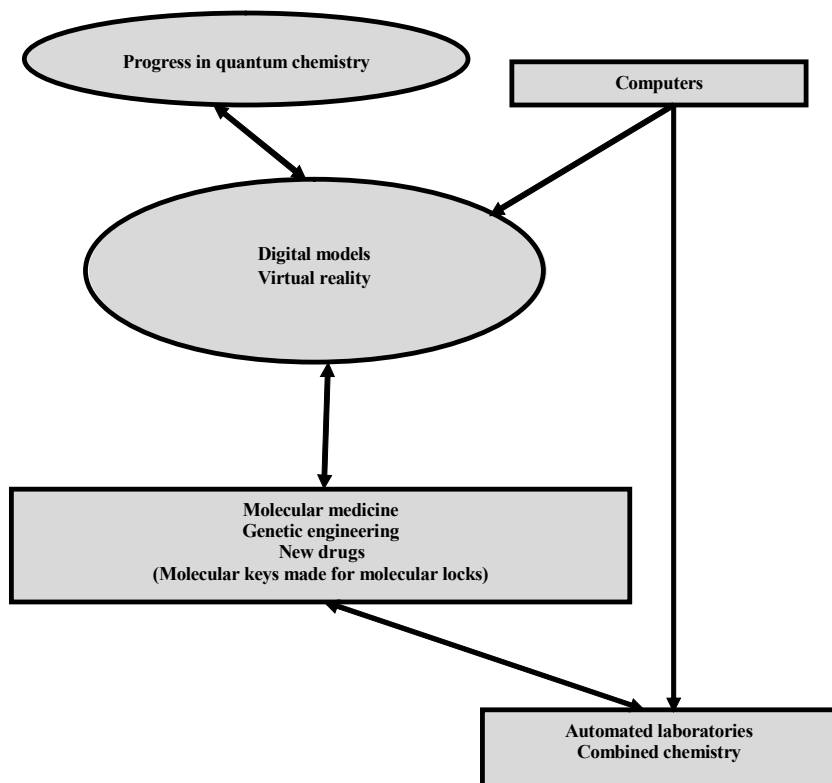 Progress in quantum chemistry
Computers
Digital models
Virtual reality
Molecular medicine
Genetic engineering
New drugs
(Molecular keys made for molecular locks)
Automated laboratories
Combined chemistry